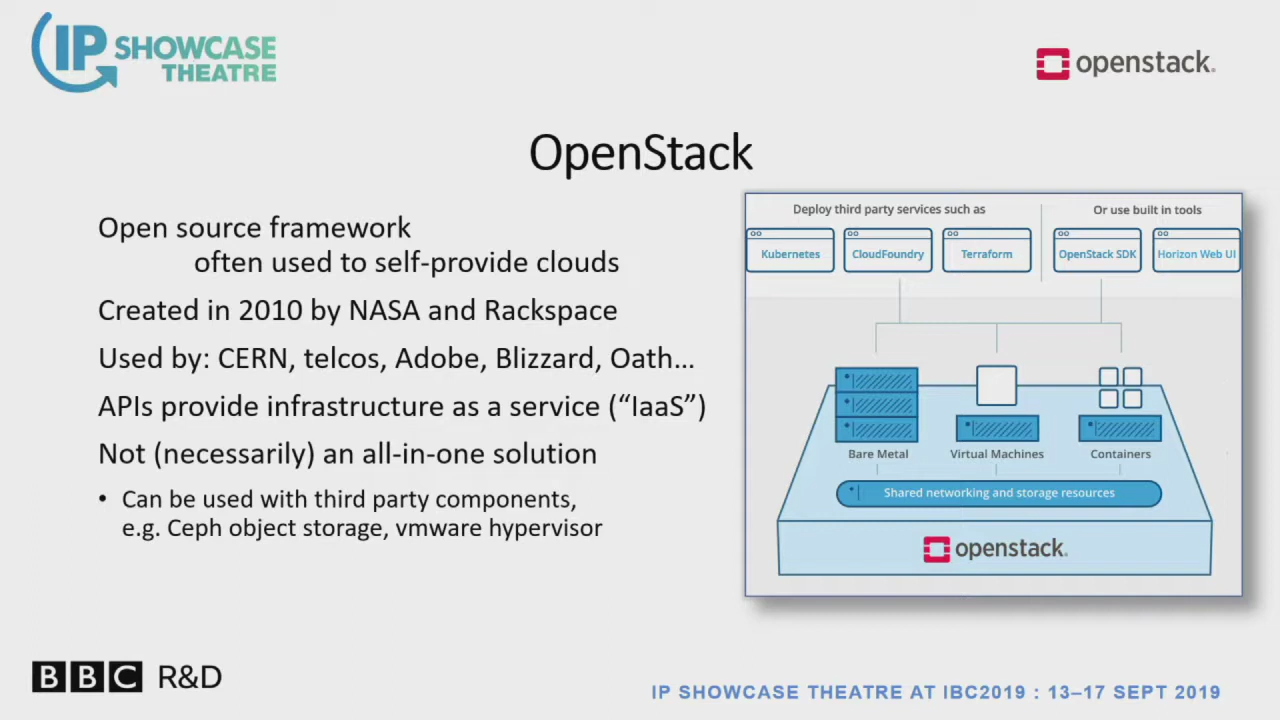 IP SHOWCASE
THEATRE
openstack.
OpenStack
Open source framework
often used to self-provide clouds
Created in 2010 by NASA and Rackspace
Used by: CERN, telcos, Adobe, Blizzard, Oath...
APIs provide infrastructure as a service (“IaaS”)
Not (necessarily) an all-in-one solution
• Can be used with third party components,
e.g. Ceph object storage, vmware hypervisor
Deploy third party services such as
Or use built in tools
Kubernetes
CloudFoundry
Terraform
OpenStack SDK
Horizon Web UI
Bare Metal
Virtual Machines
Containers
Shared networking and storage resources
openstack.
BBC R&D
IP SHOWCASE THEATRE AT IBC2019 : 13–17 SEPT 2019